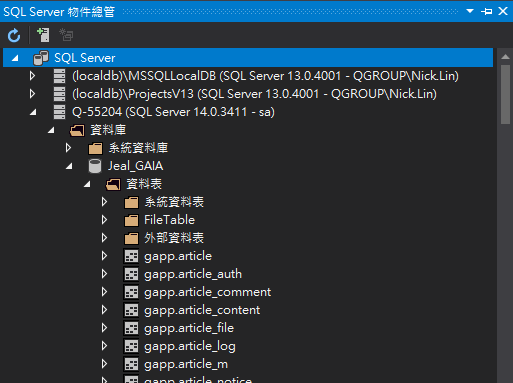 SQL Server 物件總管
SQL Server
(localdb)\MSSQLLocalDB (SQL Server 13.0.4001 - QGROUP\Nick.Lin)
(localdb)\ProjectsV13 (SQL Server 13.0.4001 - QGROUP\Nick.Lin)
Q-55204 (SQL Server 14.0.3411 - sa)
資料庫
系統資料庫
Jeal_GAIA
資料表
系統資料表
FileTable
外部資料表
gapp.article
gapp.article_auth
gapp.article_comment
gapp.article_content
gapp.article_file
gapp.article_log
gapp.article_m
gapp.article_notice